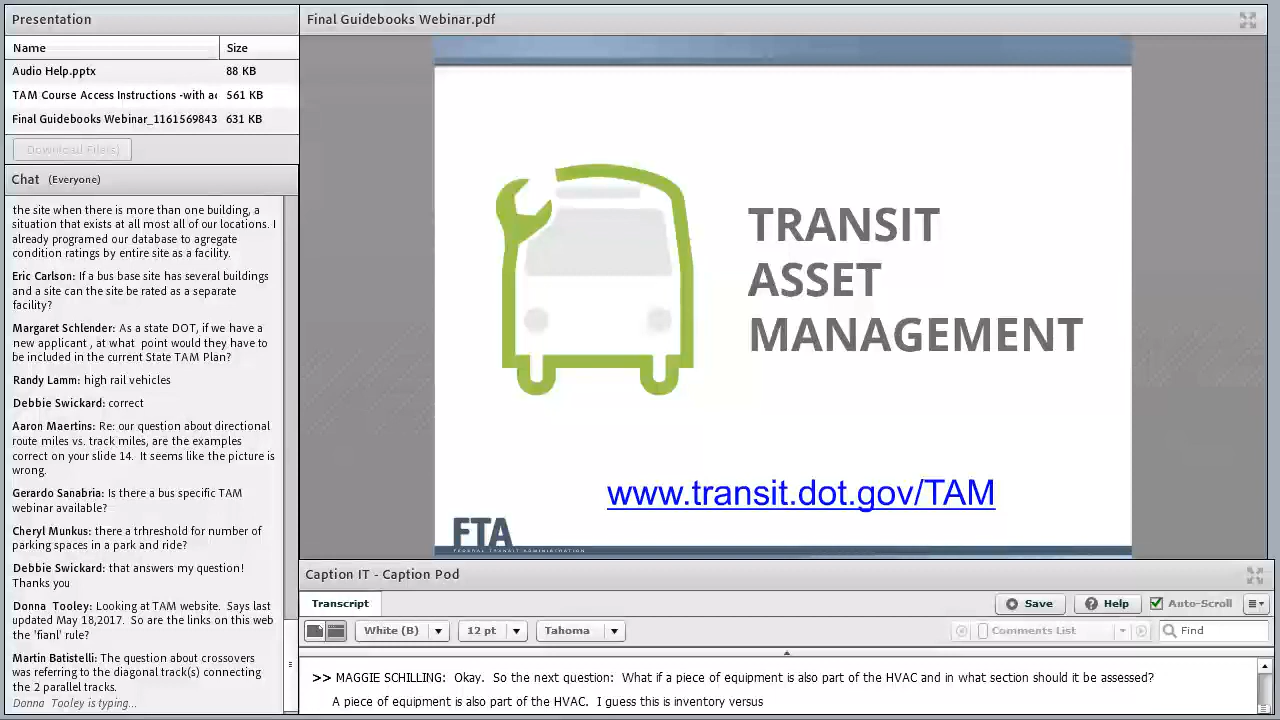 Presentation
Name Size
Audio Help.pptx 88 KB
TAM Course Access Instructions -with ac 561 KB
Final Guidebooks Webinar_1161569843 631 KB
Download File(s)
Chat (Everyone)
the site when there is more than one building, a
situation that exists at all most all of our locations. I
already programed our database to agregate
condition ratings by entire site as a facility.
Eric Carlson: If a bus base site has several buildings
and a site can the site be rated as a separate
facility?
Margaret Schlender: As a state DOT, if we have a
new applicant , at what point would they have to
be included in the current State TAM Plan?
Randy Lamm: high rail vehicles
Debbie Swickard: correct
Aaron Maertins: Re: our question about directional
route miles vs. track miles, are the examples
correct on your slide 14. It seems like the picture is
wrong.
Gerardo Sanabria: Is there a bus specific TAM
webinar available?
Cheryl Munkus: there a trhreshold for number of
parking spaces in a park and ride?
Debbie Swickard: that answers my question!
Thank you
Donna Tooley: Looking at TAM website. Says last
updated May 18,2017. So are the links on this web
the 'fianl' rule?
Martin Batistelli: The question about crossovers
was referring to the diagonal track(s) connecting
the 2 parallel tracks.
Donna Tooley is typing...
Final Guidebooks Webinar.pdf
TRANSIT
ASSET
MANAGEMENT
www.transit.dot.gov/TAM
FTA
FEDERAL TRANSIT ADMINISTRATION
Caption IT - Caption Pod
Transcript
Save Help Auto-Scroll
White (B) 12 pt Tahoma Comments List Find
>> MAGGIE SCHILLING: Okay. So the next question: What if a piece of equipment is also part of the HVAC and in what section should it be assessed?
A piece of equipment is also part of the HVAC. I guess this is inventory versus